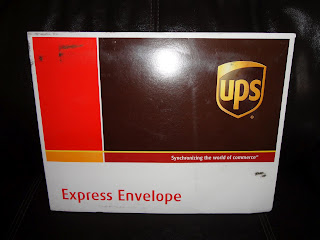 ups
Synchronizing the world of commerce
Express Envelope